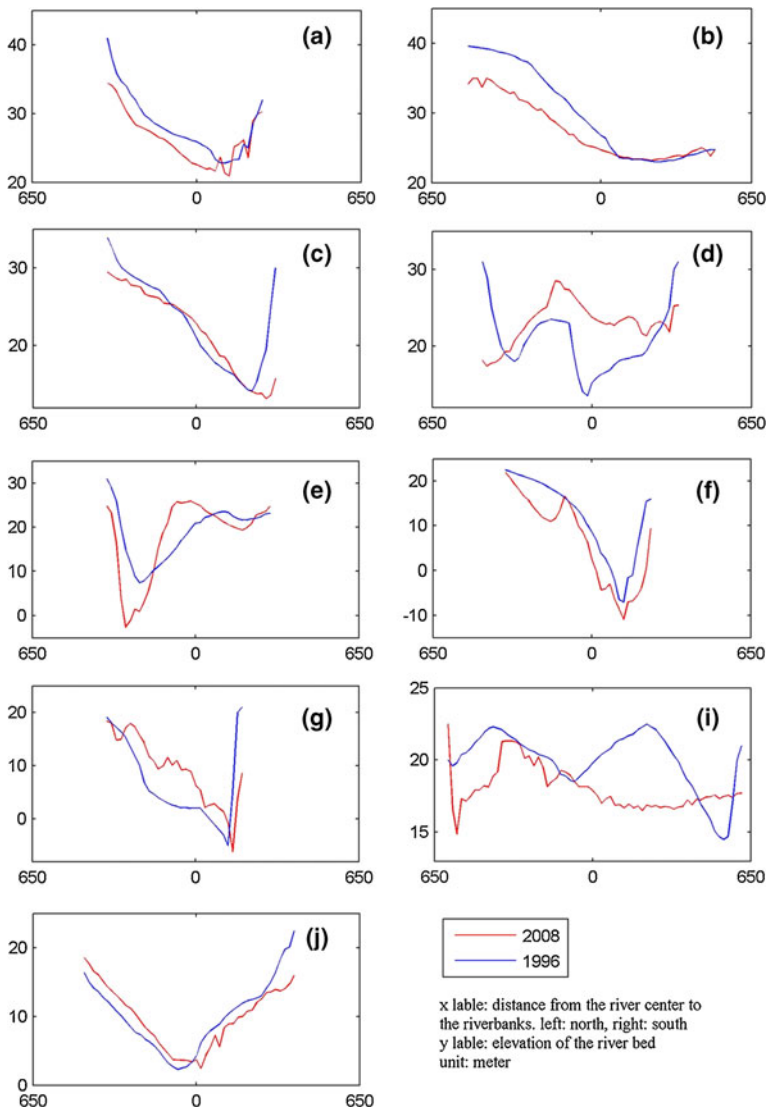 (a)
40
30
20
650 0 650
(b)
40
30
20
650 0 650
(c)
30
20
650 0 650
(d)
30
20
650 0 650
(e)
30
20
10
0
650 0 650
(f)
20
10
0
-10
650 0 650
(g)
20
10
0
650 0 650
(i)
25
20
15
650 0 650
(j)
20
10
0
650 0 650
2008
1996
x lable: distance from the river center to
the riverbanks. left: north, right: south
y lable: elevation of the river bed
unit: meter